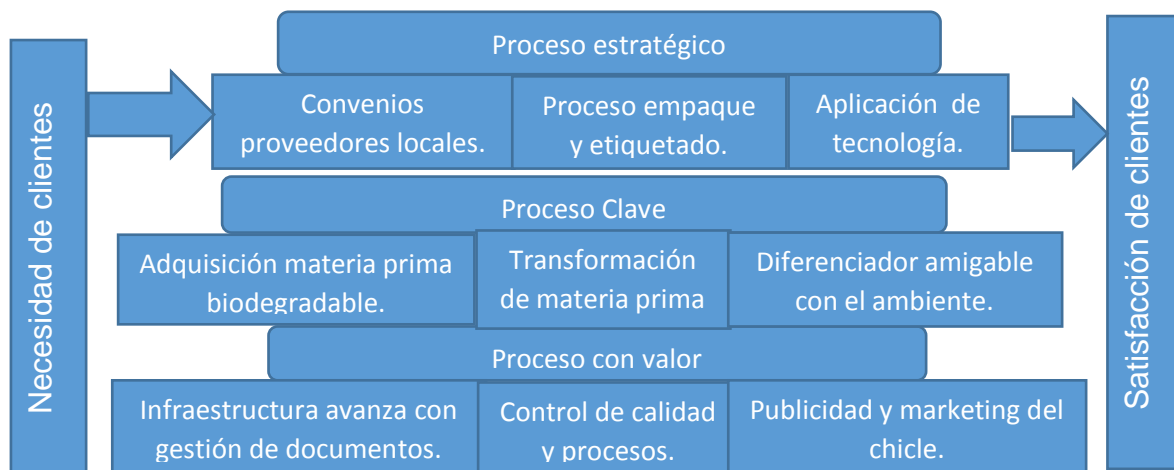 Necesidad de clientes
Proceso estratégico
Convenios
proveedores locales.
Proceso empaque
y etiquetado.
Aplicación de
tecnología.
Proceso Clave
Adquisición materia prima
biodegradable.
Transformación
de materia prima
Diferenciador amigable
con el ambiente.
Proceso con valor
Infraestructura avanza con
gestión de documentos.
Control de calidad
y procesos.
Publicidad y marketing del
chicle.
Satisfacción de clientes